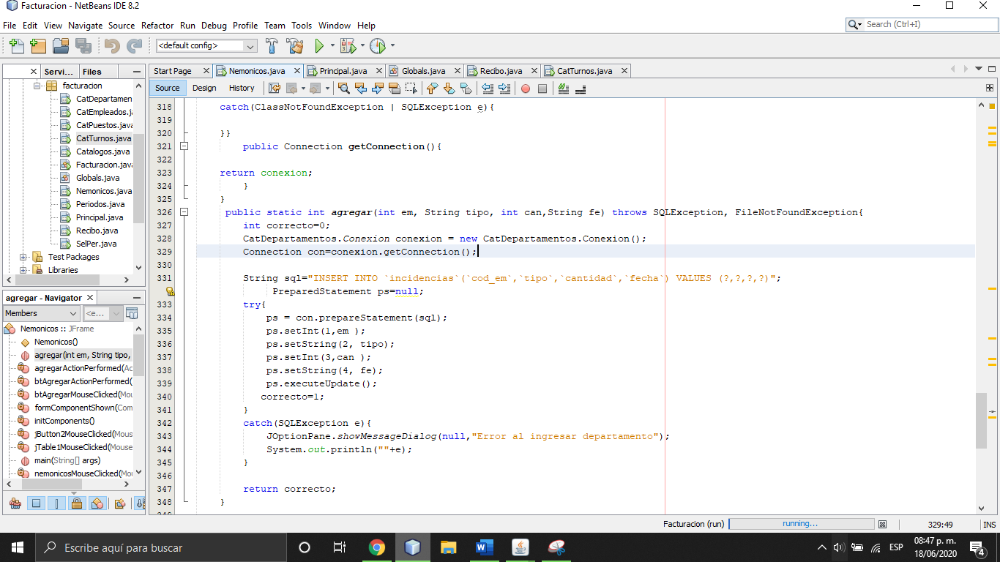 Facturacion - NetBeans IDE 8.2
File Edit View Navigate Source Refactor Run Debug Profile Team Tools Window Help
Search (Ctrl+I)
<default config>
Servi... Files
Start Page Nemonicos.java Principal.java Globals.java Recibo.java CatTurnos.java
Source Design History
facturacion
CatDepartamen
CatEmpleados.ja
CatPuestos.java
CatTurnos.java
Catalogos.java
Facturacion.java
Globals.java
Nemonicos.java
Periodos.java
Principal.java
Recibo.java
SelPer.java
Test Packages
Libraries
agregar - Navigator
Members <e...
Nemonicos :: JFrame
Nemonicos()
agregar(int em, String tipo,
agregarActionPerformed(Ac
btAgregarActionPerformed(
btAgregarMouseClicked(Mou
formComponentShown(Com
initComponents()
jButton2MouseClicked(Mous
jTable1MouseClicked(Mouse
main(String[] args)
nemonicosMouseClicked(Mou
318 catch(ClassNotFoundException | SQLException e){
319
320 }}
321 public Connection getConnection(){
322
323 return conexion;
324 }
325 }
326 public static int agregar(int em, String tipo, int can,String fe) throws SQLException, FileNotFoundException{
327 int correcto=0;
328 CatDepartamentos.Conexion conexion = new CatDepartamentos.Conexion();
329 Connection con=conexion.getConnection();
330
331 String sql="INSERT INTO `incidencias`(`cod_em`,`tipo`,`cantidad`,`fecha`) VALUES (?,?,?,?)";
PreparedStatement ps=null;
333 try{
334 ps = con.prepareStatement(sql);
335 ps.setInt(1,em );
336 ps.setString(2, tipo);
337 ps.setInt(3,can );
338 ps.setString(4, fe);
339 ps.executeUpdate();
340 correcto=1;
341 }
342 catch(SQLException e){
343 JOptionPane.showMessageDialog(null,"Error al ingresar departamento");
344 System.out.println(""+e);
345 }
346
347 return correcto;
348 }
Facturacion (run) running... 329:49 INS
Escribe aquí para buscar
ESP
08:47 p. m.
18/06/2020
4